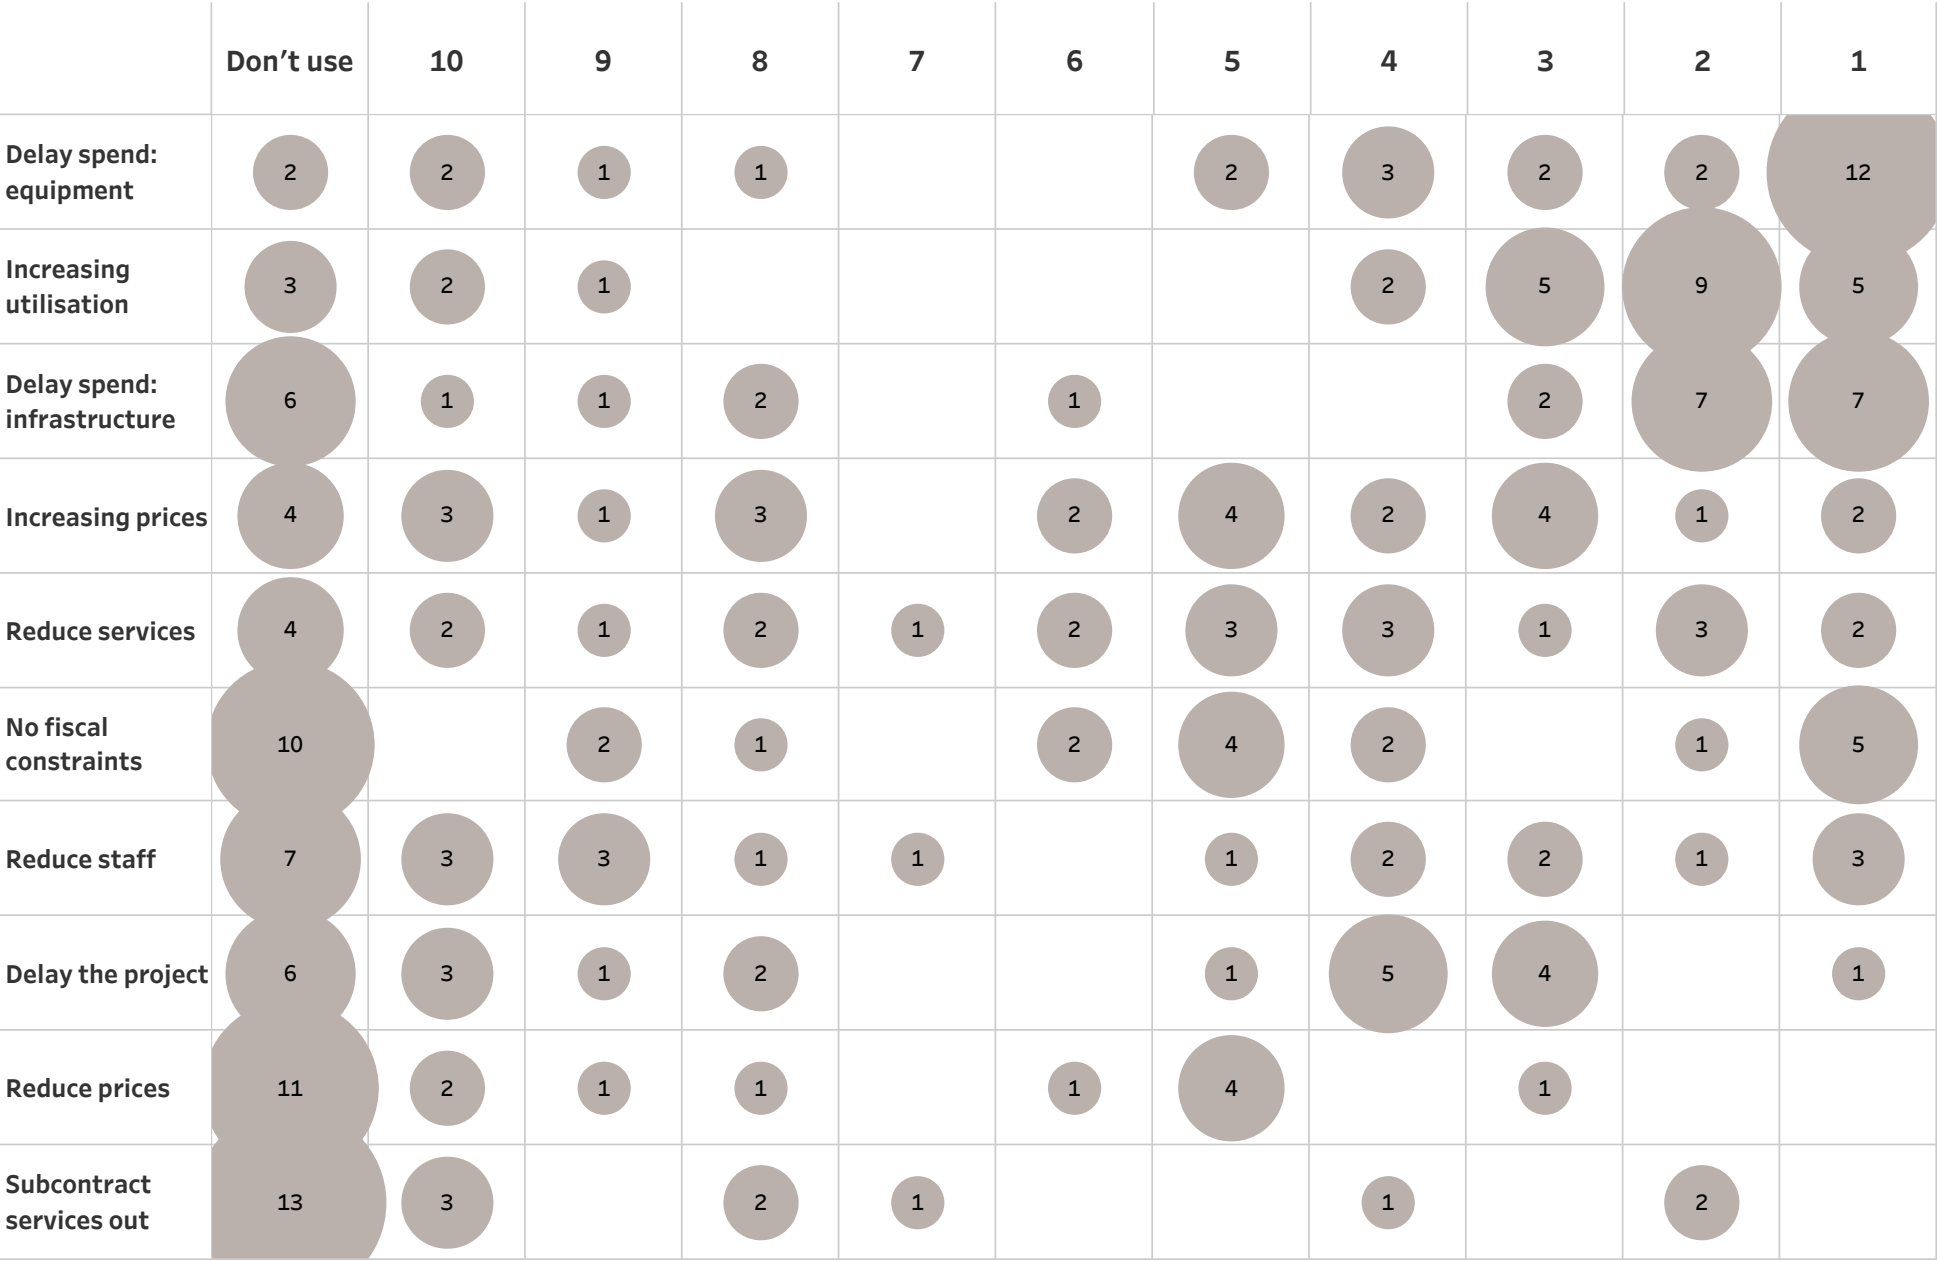 Don’t use 10 9 8 7 6 5 4 3 2 1
Delay spend:
equipment
2 2 1 1 2 3 2 2 12
Increasing
utilisation
3 2 1 2 5 9 5
Delay spend:
infrastructure
6 1 1 2 1 2 7 7
Increasing prices 4 3 1 3 2 4 2 4 1 2
Reduce services 4 2 1 2 1 2 3 3 1 3 2
No fiscal
constraints
10 2 1 2 4 2 1 5
Reduce staff 7 3 3 1 1 1 2 2 1 3
Delay the project 6 3 1 2 1 5 4 1
Reduce prices 11 2 1 1 1 4 1
Subcontract
services out
13 3 2 1 1 2